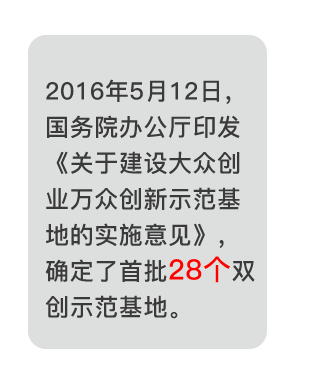 2016年5月12日，
国务院办公厅印发
《关于建设大众创
业万众创新示范基
地的实施意见》，
确定了首批28个双
创示范基地。